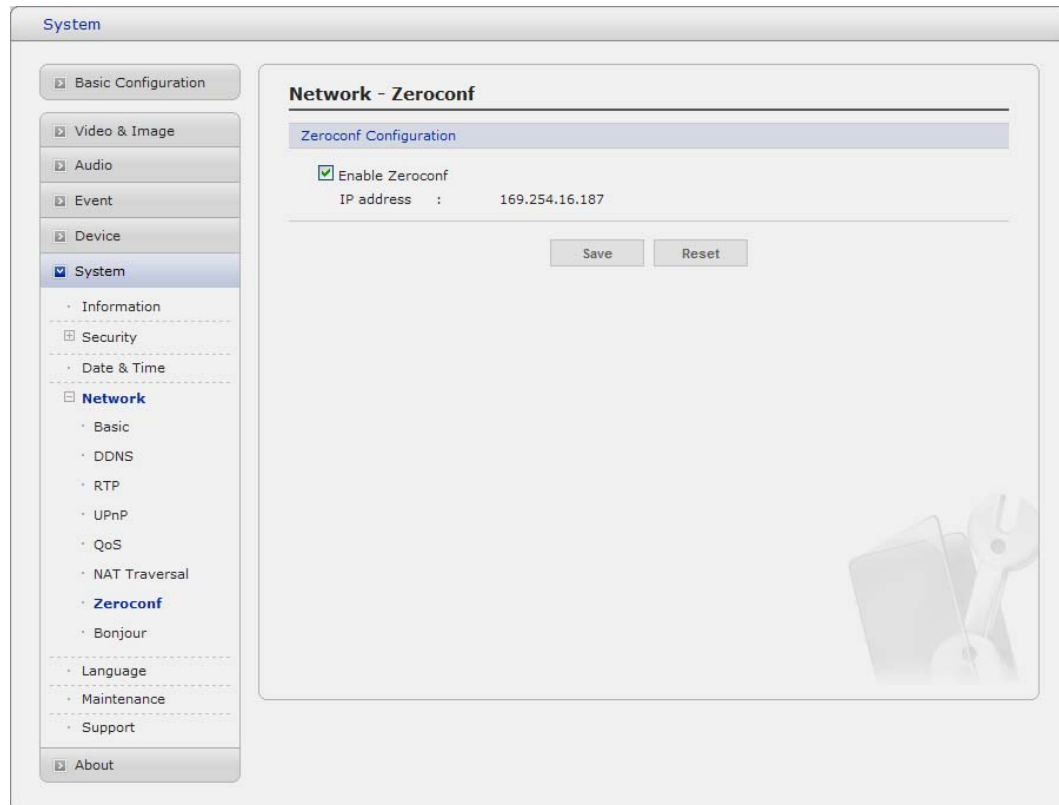 System
Basic Configuration
Video & Image
Audio
Event
Device
System
Information
Security
Date & Time
Network
Basic
DDNS
RTP
UPnP
QoS
NAT Traversal
Zeroconf
Bonjour
Language
Maintenance
Support
About
Network - Zeroconf
Zeroconf Configuration
Enable Zeroconf
IP address : 169.254.16.187
Save Reset